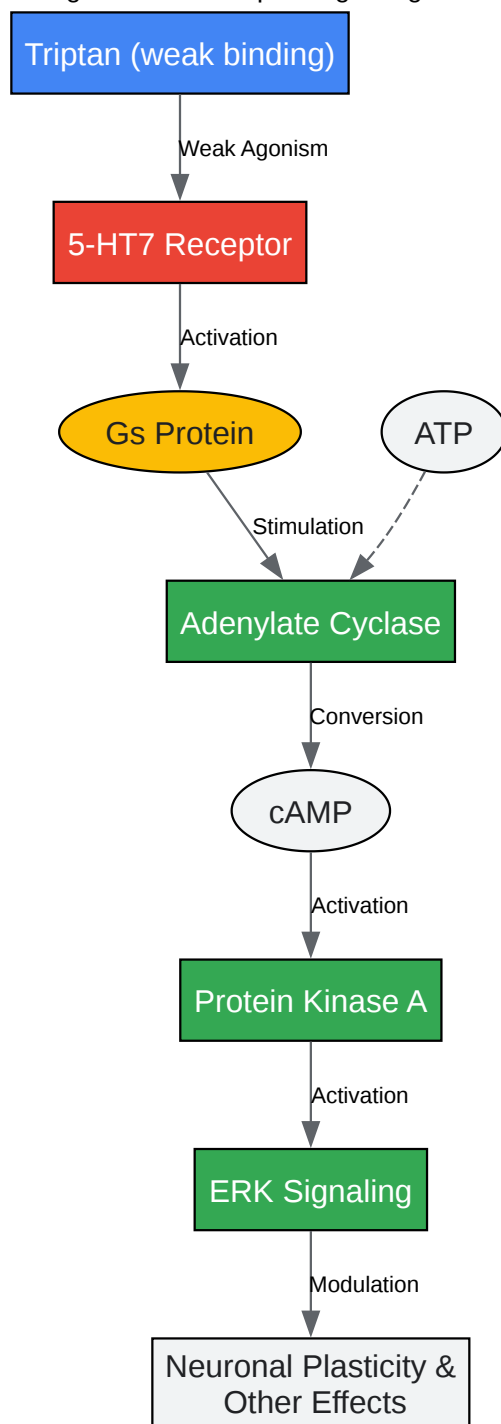 Triptan (weak binding)
Weak Agonism
5-HT7 Receptor
Activation
Gs Protein
ATP
Stimulation
Adenylate Cyclase
Conversion
cAMP
Activation
Protein Kinase A
Activation
ERK Signaling
Modulation
Neuronal Plasticity &
Other Effects